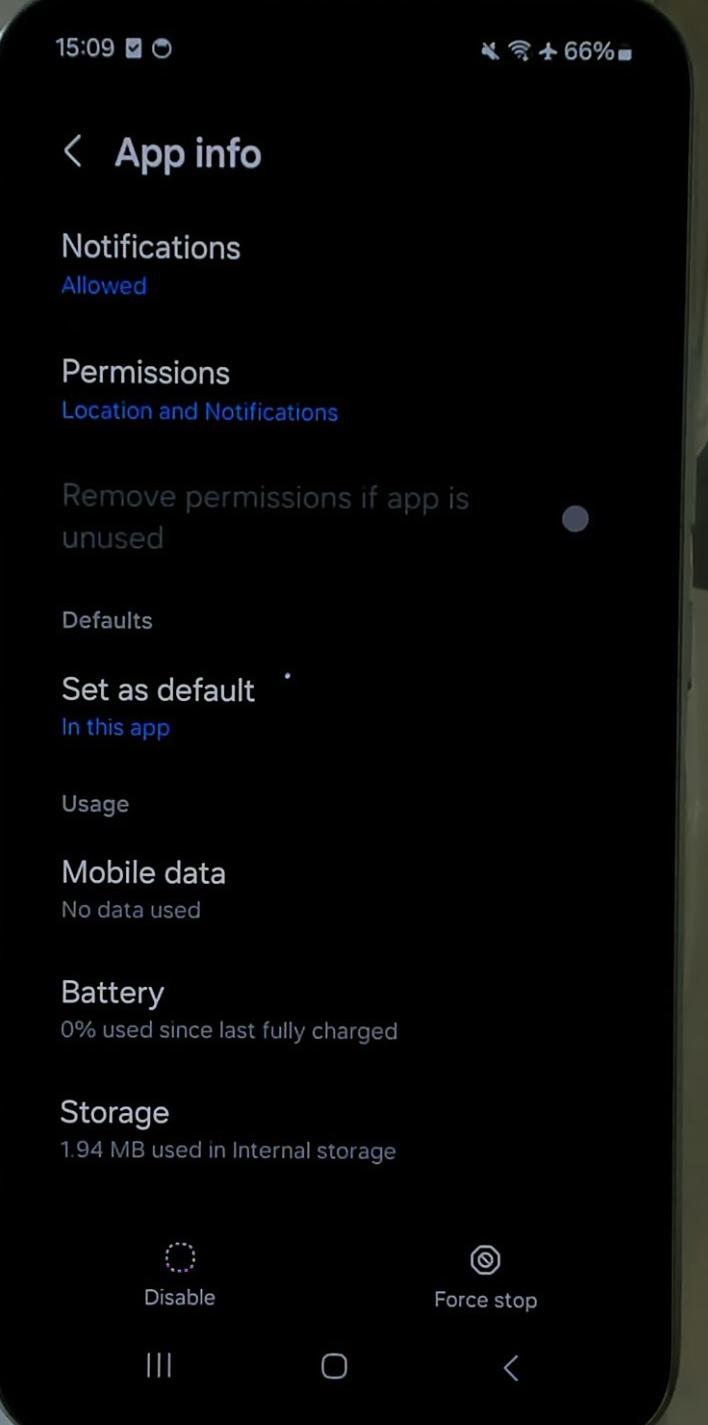 15:09
66%
App info
Notifications
Allowed
Permissions
Location and Notifications
Remove permissions if app is
unused
Defaults
Set as default
In this app
Usage
Mobile data
No data used
Battery
0% used since last fully charged
Storage
1.94 MB used in Internal storage
Disable
Force stop